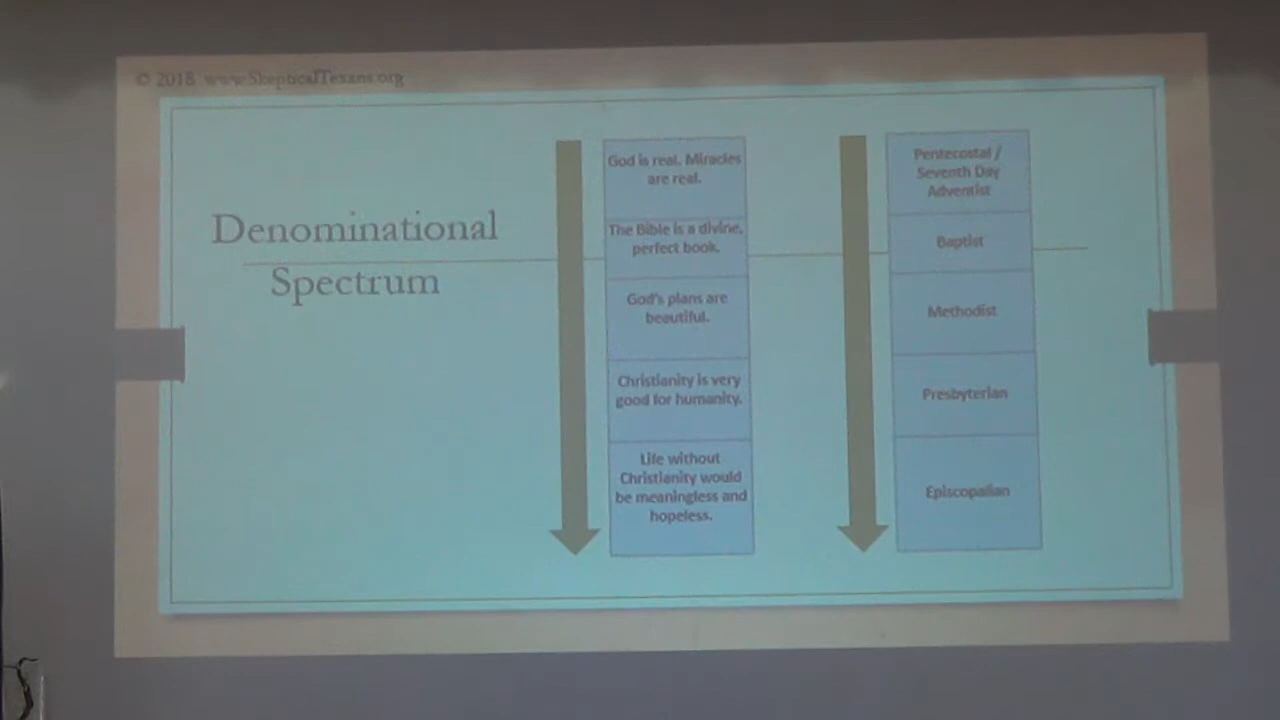 © 2018 www.SkepticalTexans.org
Denominational
Spectrum
God is real. Miracles
are real.
The Bible is a divine,
perfect book.
God's plans are
beautiful.
Christianity is very
good for humanity.
Life without
Christianity would
be meaningless and
hopeless.
Pentecostal /
Seventh Day
Adventist
Baptist
Methodist
Presbyterian
Episcopalian